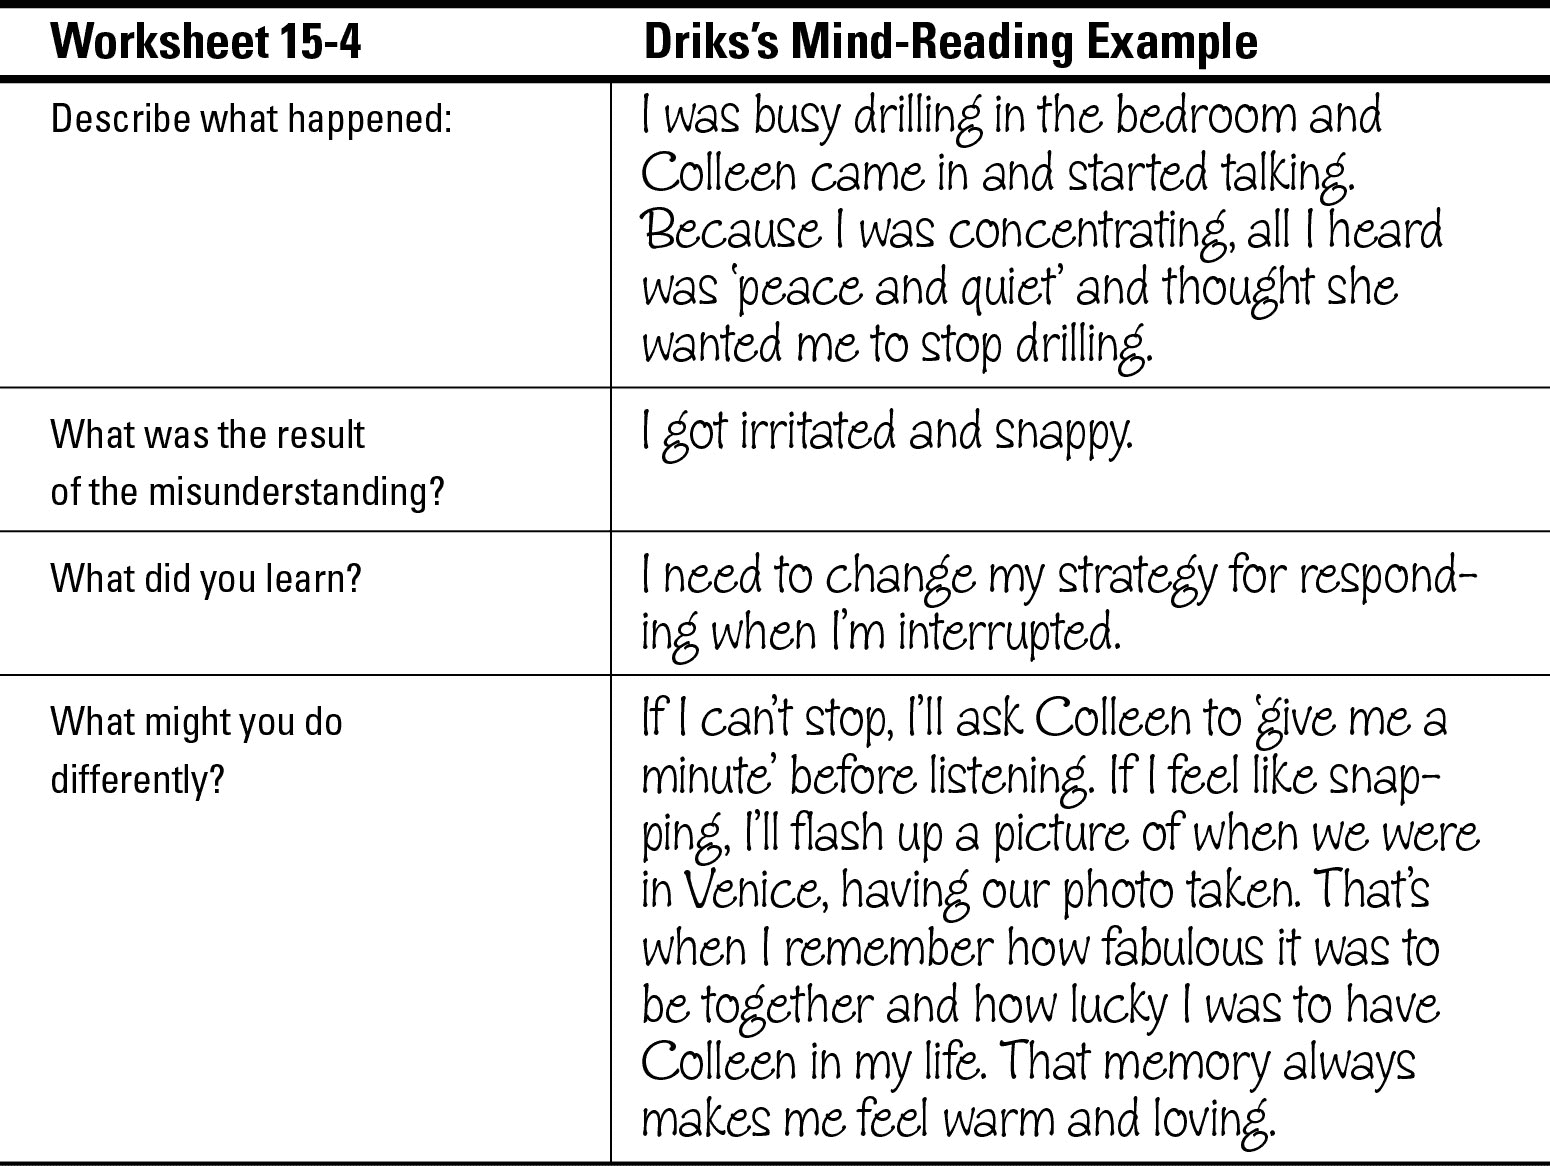 Worksheet 15-4
Driks's Mind-Reading Example
Describe what happened:
I was busy drilling in the bedroom and
Colleen came in and started talking.
Because I was concentrating, all I heard
was ‘peace and quiet’ and thought she
wanted me to stop drilling.
What was the result
of the misunderstanding?
I got irritated and snappy.
What did you learn?
I need to change my strategy for respond-
ing when I'm interrupted.
What might you do
differently?
If I can't stop, I'll ask Colleen to ‘give me a
minute’ before listening. If I feel like snap-
ping, I'll flash up a picture of when we were
in Venice, having our photo taken. That's
when I remember how fabulous it was to
be together and how lucky I was to have
Colleen in my life. That memory always
makes me feel warm and loving.